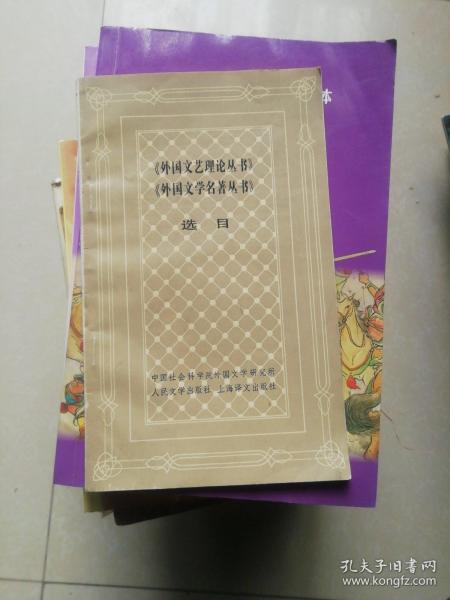 体
《外国文艺理论丛书》
《外国文学名著丛书》
选目
中国社会科学院外国文学研究所
人民文学出版社 上海译文出版社
孔夫子旧书网
www.kongfz.com